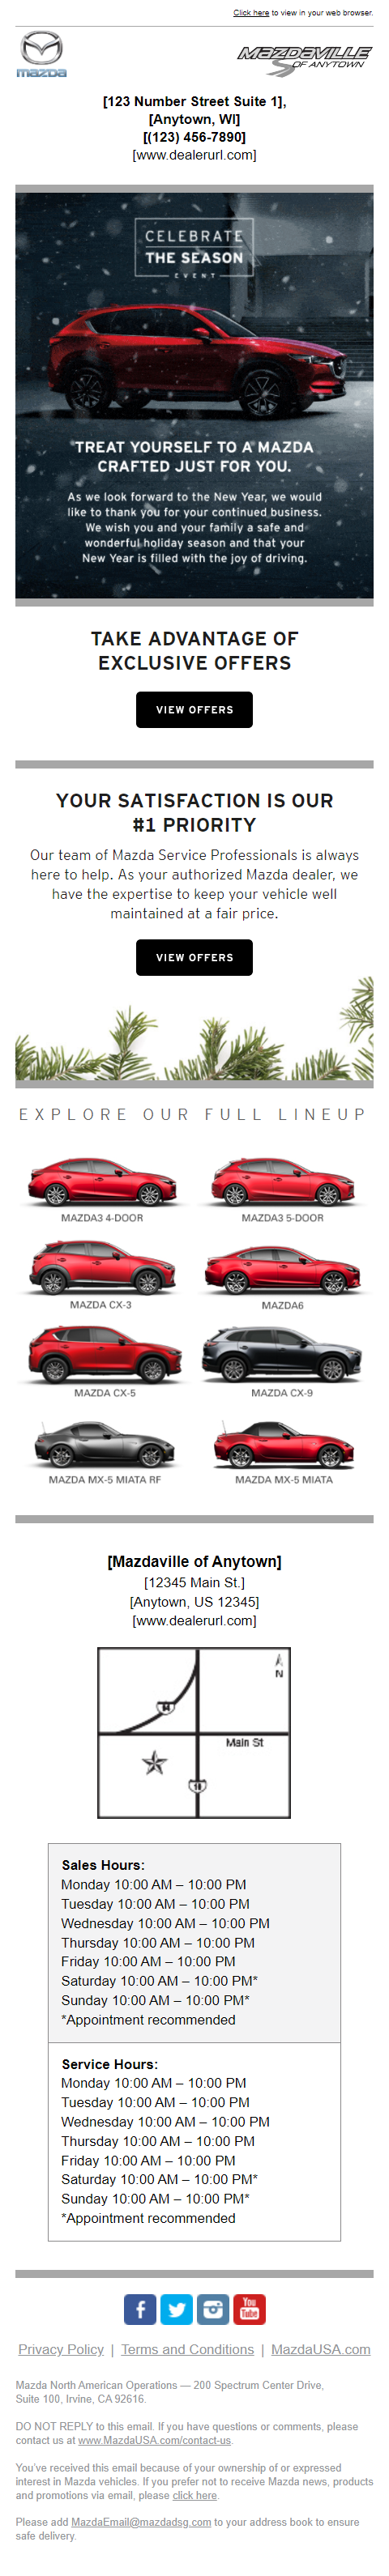 Click here to view in your web browser.
mazda
MAZDAVILLE
OF ANYTOWN
[123 Number Street Suite 1],
[Anytown, WI]
[(123) 456-7890]
[www.dealerurl.com]
CELEBRATE
THE SEASON
EVENT
TREAT YOURSELF TO A MAZDA
CRAFTED JUST FOR YOU.
As we look forward to the New Year, we would
like to thank you for your continued business.
We wish you and your family a safe and
wonderful holiday season and that your
New Year is filled with the joy of driving.
TAKE ADVANTAGE OF
EXCLUSIVE OFFERS
VIEW OFFERS
YOUR SATISFACTION IS OUR
#1 PRIORITY
Our team of Mazda Service Professionals is always
here to help. As your authorized Mazda dealer, we
have the expertise to keep your vehicle well
maintained at a fair price.
VIEW OFFERS
EXPLORE OUR FULL LINEUP
MAZDA3 4-DOOR
MAZDA3 5-DOOR
MAZDA CX-3
MAZDA6
MAZDA CX-5
MAZDA CX-9
MAZDA MX-5 MIATA RF
MAZDA MX-5 MIATA
[Mazdaville of Anytown]
[12345 Main St.]
[Anytown, US 12345]
[www.dealerurl.com]
N
Main St
Sales Hours:
Monday 10:00 AM – 10:00 PM
Tuesday 10:00 AM – 10:00 PM
Wednesday 10:00 AM – 10:00 PM
Thursday 10:00 AM – 10:00 PM
Friday 10:00 AM – 10:00 PM
Saturday 10:00 AM – 10:00 PM*
Sunday 10:00 AM – 10:00 PM*
*Appointment recommended
Service Hours:
Monday 10:00 AM – 10:00 PM
Tuesday 10:00 AM – 10:00 PM
Wednesday 10:00 AM – 10:00 PM
Thursday 10:00 AM – 10:00 PM
Friday 10:00 AM – 10:00 PM
Saturday 10:00 AM – 10:00 PM*
Sunday 10:00 AM – 10:00 PM*
*Appointment recommended
You
Tube
Privacy Policy | Terms and Conditions | MazdaUSA.com
Mazda North American Operations — 200 Spectrum Center Drive,
Suite 100, Irvine, CA 92616.
DO NOT REPLY to this email. If you have questions or comments, please
contact us at www.MazdaUSA.com/contact-us.
You've received this email because of your ownership of or expressed
interest in Mazda vehicles. If you prefer not to receive Mazda news, products
and promotions via email, please click here.
Please add MazdaEmail@mazdadsg.com to your address book to ensure
safe delivery.